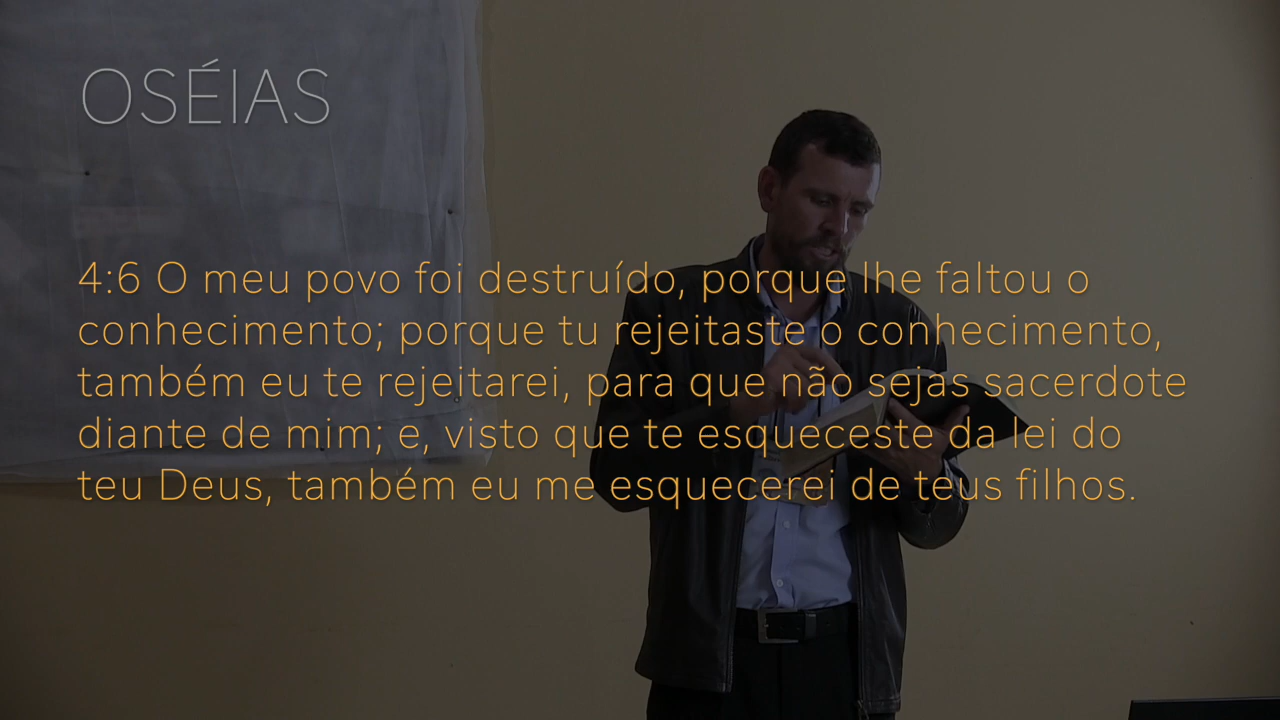 OSÉIAS
4:6 O meu povo foi destruído, porque lhe faltou o
conhecimento; porque tu rejeitaste o conhecimento,
também eu te rejeitarei, para que não sejas sacerdote
diante de mim; e, visto que te esqueceste da lei do
teu Deus, também eu me esquecerei de teus filhos.